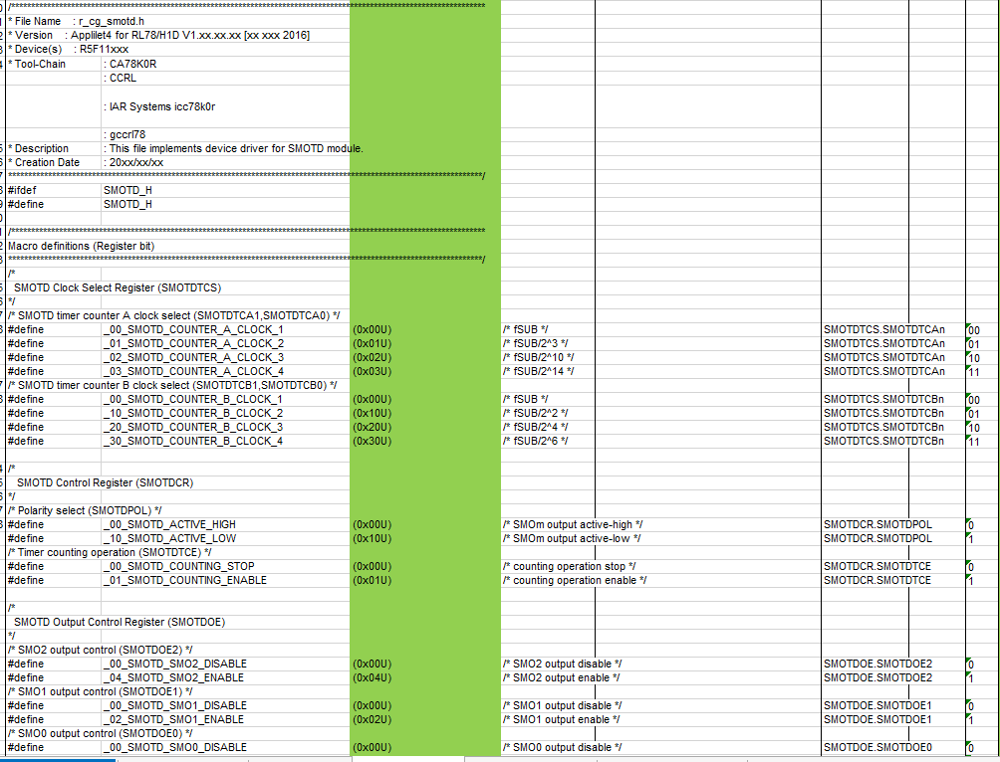 /*****************************************************************************************************************
* File Name : r_cg_smotd.h
* Version : Applilet4 for RL78/H1D V1.xx.xx.xx [xx xxx 2016]
* Device(s) : R5F11xxx
* Tool-Chain : CA78K0R
: CCRL
: IAR Systems icc78k0r
: gccrl78
* Description : This file implements device driver for SMOTD module.
* Creation Date : 20xx/xx/xx
*****************************************************************************************************************/
#ifdef SMOTD_H
#define SMOTD_H
/*****************************************************************************************************************
Macro definitions (Register bit)
*****************************************************************************************************************/
/*
SMOTD Clock Select Register (SMOTDTCS)
*/
/* SMOTD timer counter A clock select (SMOTDTCA1,SMOTDTCA0) */
#define _00_SMOTD_COUNTER_A_CLOCK_1 (0x00U) /* fSUB */ SMOTDTCS.SMOTDTCAn 00
#define _01_SMOTD_COUNTER_A_CLOCK_2 (0x01U) /* fSUB/2^3 */ SMOTDTCS.SMOTDTCAn 01
#define _02_SMOTD_COUNTER_A_CLOCK_3 (0x02U) /* fSUB/2^10 */ SMOTDTCS.SMOTDTCAn 10
#define _03_SMOTD_COUNTER_A_CLOCK_4 (0x03U) /* fSUB/2^14 */ SMOTDTCS.SMOTDTCAn 11
/* SMOTD timer counter B clock select (SMOTDTCB1,SMOTDTCB0) */
#define _00_SMOTD_COUNTER_B_CLOCK_1 (0x00U) /* fSUB */ SMOTDTCS.SMOTDTCBn 00
#define _10_SMOTD_COUNTER_B_CLOCK_2 (0x10U) /* fSUB/2^2 */ SMOTDTCS.SMOTDTCBn 01
#define _20_SMOTD_COUNTER_B_CLOCK_3 (0x20U) /* fSUB/2^4 */ SMOTDTCS.SMOTDTCBn 10
#define _30_SMOTD_COUNTER_B_CLOCK_4 (0x30U) /* fSUB/2^6 */ SMOTDTCS.SMOTDTCBn 11
/*
SMOTD Control Register (SMOTDCR)
*/
/* Polarity select (SMOTDPOL) */
#define _00_SMOTD_ACTIVE_HIGH (0x00U) /* SMOm output active-high */ SMOTDCR.SMOTDPOL 0
#define _10_SMOTD_ACTIVE_LOW (0x10U) /* SMOm output active-low */ SMOTDCR.SMOTDPOL 1
/* Timer counting operation (SMOTDTCE) */
#define _00_SMOTD_COUNTING_STOP (0x00U) /* counting operation stop */ SMOTDCR.SMOTDTCE 0
#define _01_SMOTD_COUNTING_ENABLE (0x01U) /* counting operation enable */ SMOTDCR.SMOTDTCE 1
/*
SMOTD Output Control Register (SMOTDOE)
*/
/* SMO2 output control (SMOTDOE2) */
#define _00_SMOTD_SMO2_DISABLE (0x00U) /* SMO2 output disable */ SMOTDOE.SMOTDOE2 0
#define _04_SMOTD_SMO2_ENABLE (0x04U) /* SMO2 output enable */ SMOTDOE.SMOTDOE2 1
/* SMO1 output control (SMOTDOE1) */
#define _00_SMOTD_SMO1_DISABLE (0x00U) /* SMO1 output disable */ SMOTDOE.SMOTDOE1 0
#define _02_SMOTD_SMO1_ENABLE (0x02U) /* SMO1 output enable */ SMOTDOE.SMOTDOE1 1
/* SMO0 output control (SMOTDOE0) */
#define _00_SMOTD_SMO0_DISABLE (0x00U) /* SMO0 output disable */ SMOTDOE.SMOTDOE0 0